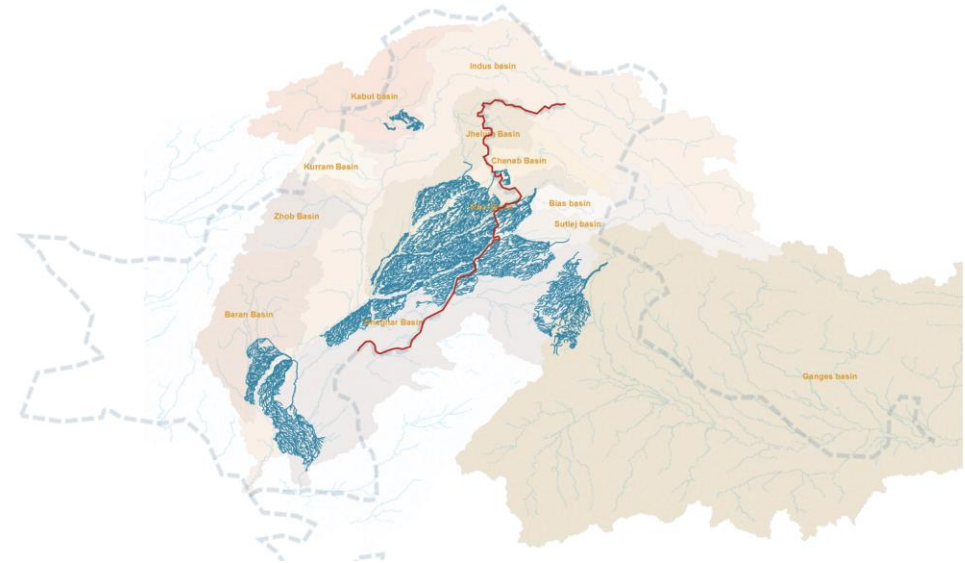 Indus basin
Kabul basin
Jhelum Basin
Chenab Basin
Kurram Basin
Bias basin
Zhob Basin
Sutlej basin
Baran Basin
Ghaghar Basin
Ganges basin